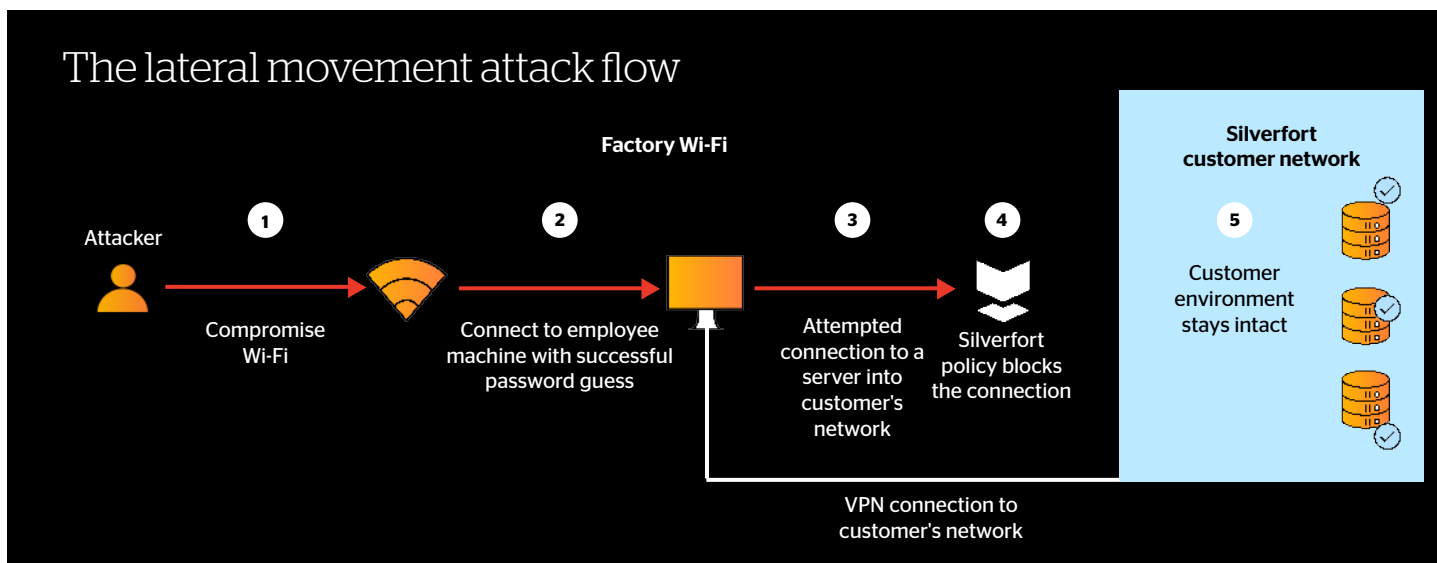 The lateral movement attack flow
Factory Wi-Fi
Silverfort
customer network
1
2
3
4
5
Attacker
Compromise
Wi-Fi
Connect to employee
machine with successful
password guess
Attempted
connection to a
server into
customer's
network
Silverfort
policy blocks
the connection
Customer
environment
stays intact
VPN connection to
customer's network